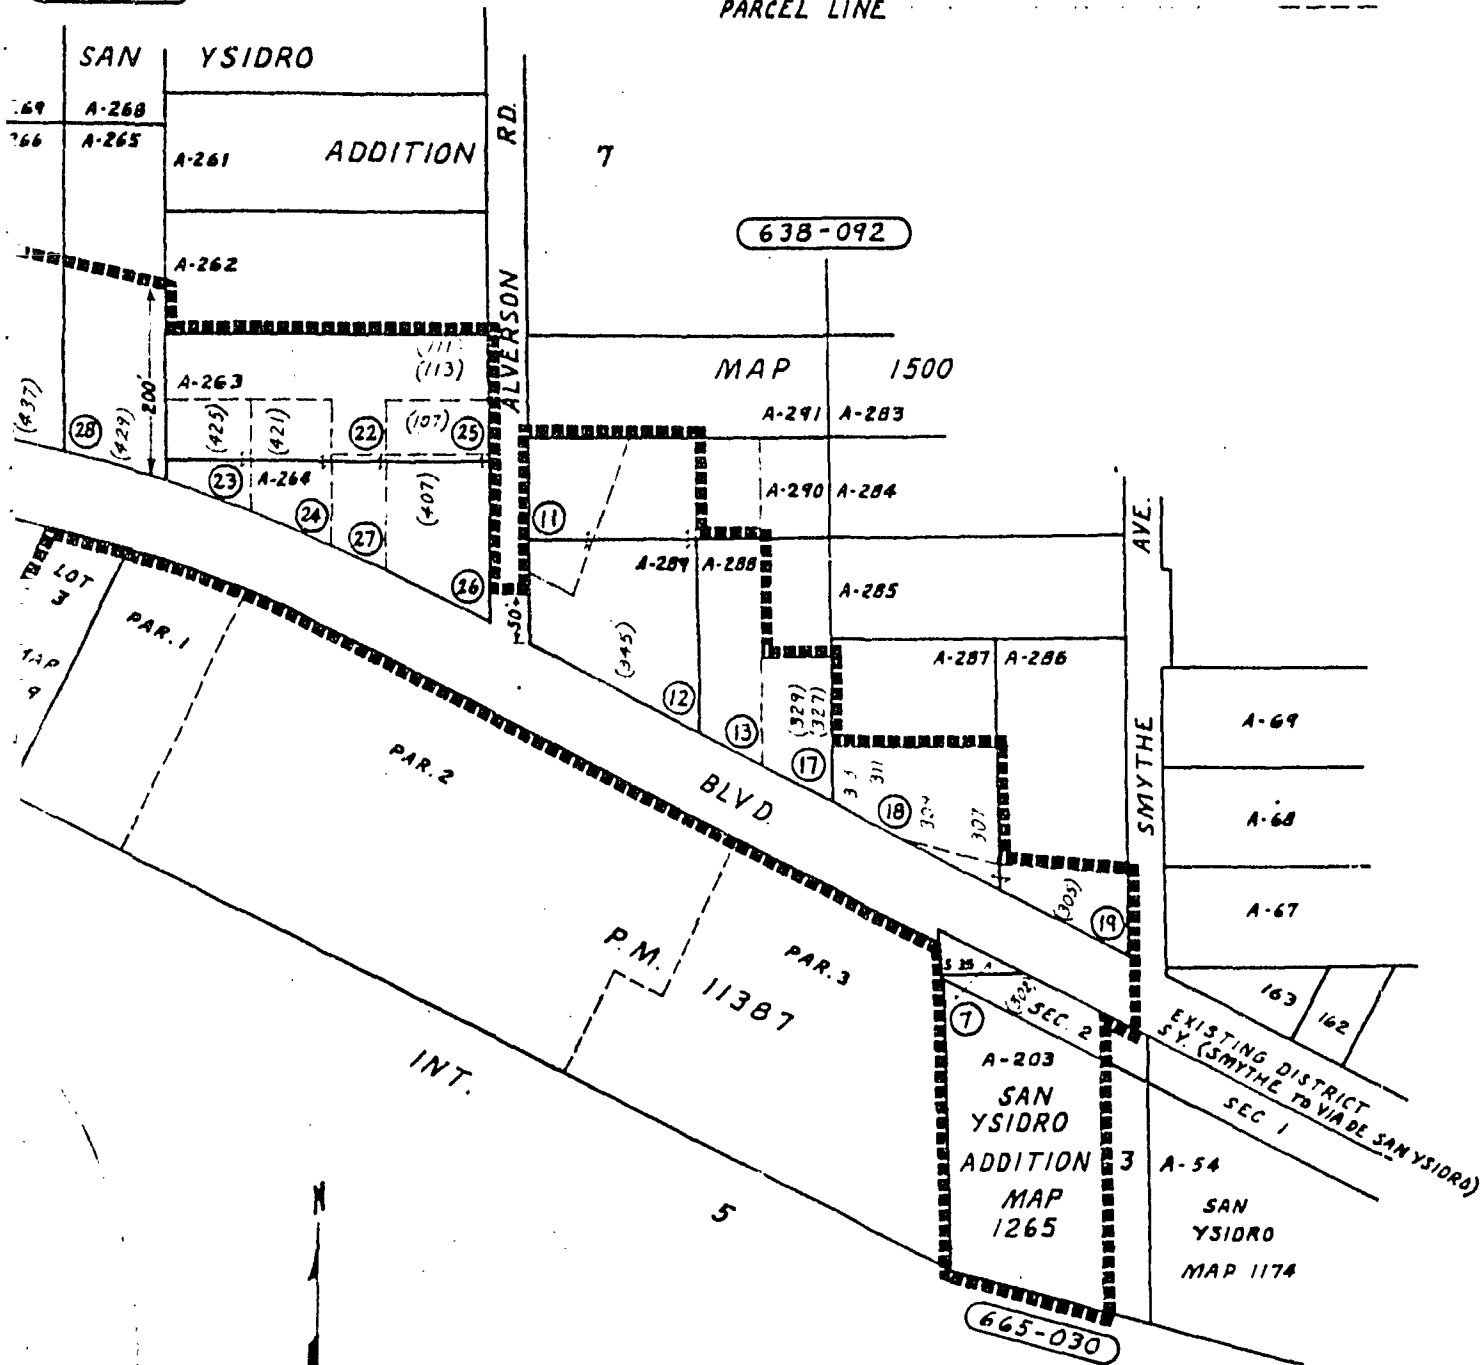 PARCEL LINE
SAN YSIDRO
A-268
A-265
A-261
ADDITION
RD.
7
638-092
A-262
ALVERSON
(111)
(113)
MAP 1500
A-263
200'
(437)
(429)
28
(425)
(421)
22
(107)
25
A-291 A-283
23
A-264
(407)
24
27
26
11
A-290 A-284
A-289 A-288
AVE.
A-285
50'
LOT
3
PAR. 1
(345)
12
13
(329)
(327)
17
A-287 A-286
SMYTHE
A-69
PAR. 2
BLVD.
311
18
307
A-68
(305)
19
A-67
P.M.
11387
PAR. 3
(302)
SEC. 2
7
163
162
INT.
A-203
SAN
YSIDRO
ADDITION
MAP
1265
3
EXISTING DISTRICT
S.Y. (SMYTHE TO VIA DE SAN YSIDRO)
SEC 1
A-54
SAN
YSIDRO
MAP 1174
5
N
665-030